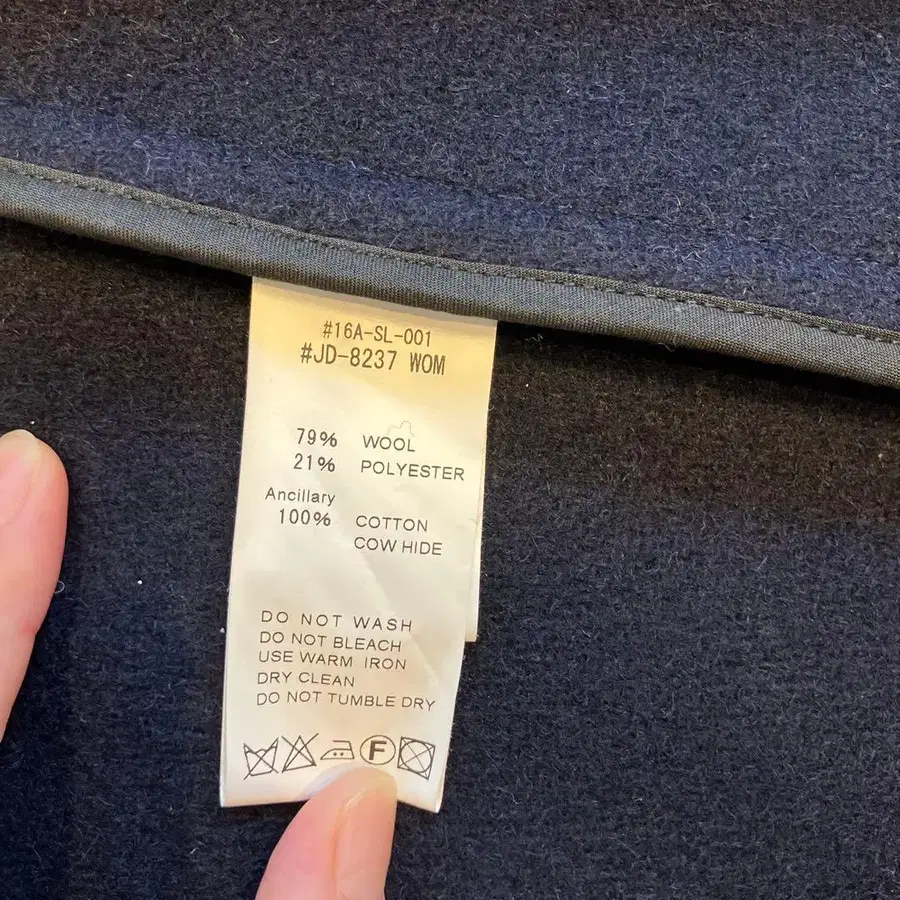 #16A-SL-001
#JD-8237 WOM
79% WOOL
21% POLYESTER
Ancillary
100% COTTON
COW HIDE
DO NOT WASH
DO NOT BLEACH
USE WARM IRON
DRY CLEAN
DO NOT TUMBLE DRY
F